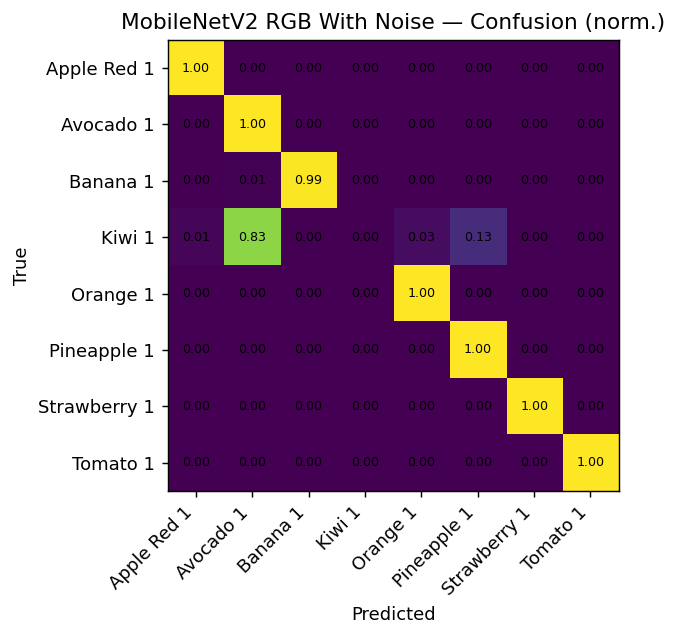 MobileNetV2 RGB With Noise — Confusion (norm.)
Apple Red 1 1.00 0.00 0.00 0.00 0.00 0.00 0.00 0.00
Avocado 1 0.00 1.00 0.00 0.00 0.00 0.00 0.00 0.00
Banana 1 0.00 0.01 0.99 0.00 0.00 0.00 0.00 0.00
Kiwi 1 0.01 0.83 0.00 0.00 0.03 0.13 0.00 0.00
Orange 1 0.00 0.00 0.00 0.00 1.00 0.00 0.00 0.00
Pineapple 1 0.00 0.00 0.00 0.00 0.00 1.00 0.00 0.00
Strawberry 1 0.00 0.00 0.00 0.00 0.00 0.00 1.00 0.00
Tomato 1 0.00 0.00 0.00 0.00 0.00 0.00 0.00 1.00
True
Apple Red 1 Avocado 1 Banana 1 Kiwi 1 Orange 1 Pineapple 1 Strawberry 1 Tomato 1
Predicted